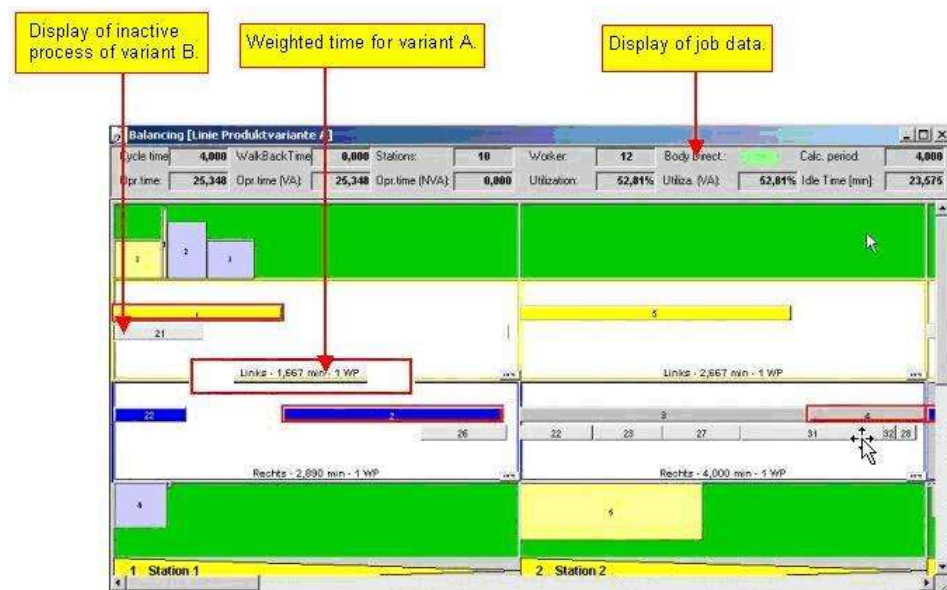 Display of inactive
process of variant B.
Weighted time for variant A.
Display of job data.
Balancing [Linie Produktvariante A]
Cycle time 4,000 WalkBackTime 0,000 Stations: 10 Worker: 12 Body Direct.: Calc. period: 4,000
Opr.time: 25,348 Opr.time (VA): 25,348 Opr.time (NVA): 0,000 Utilization: 52,81% Utiliza. (VA): 52,81% Idle Time [min]: 23,575
2
3
5
21
Links - 1,667 min - 1 WP
Links - 2,667 min - 1 WP
22 2 3 4
26 22 23 27 31 32 28
Rechts - 2,890 min - 1 WP
Rechts - 4,000 min - 1 WP
4
1 Station 1
2 Station 2